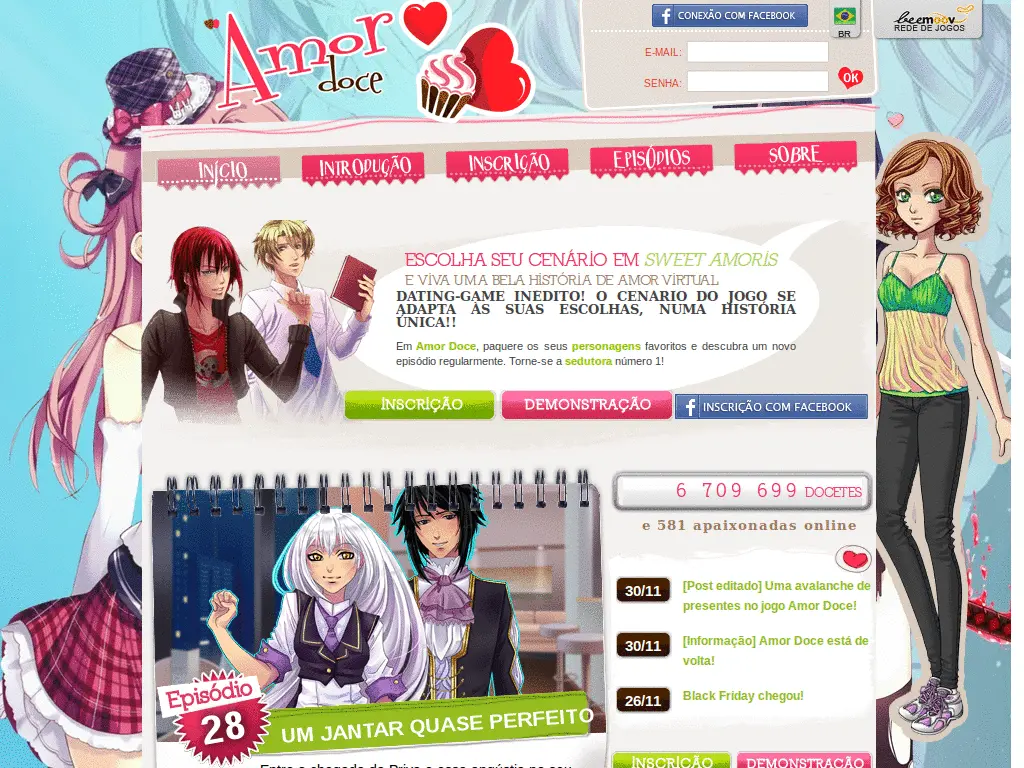 Amor
doce
CONEXÃO COM FACEBOOK
BR
beemoov
REDE DE JOGOS
E-MAIL:
SENHA:
OK
INÍCIO
INTRODUÇÃO
INSCRIÇÃO
EPISÓDIOS
SOBRE
ESCOLHA SEU CENÁRIO EM SWEET AMORIS
E VIVA UMA BELA HISTÓRIA DE AMOR VIRTUAL
DATING-GAME INEDITO! O CENARIO DO JOGO SE
ADAPTA ÀS SUAS ESCOLHAS, NUMA HISTÓRIA
ÚNICA!!
Em Amor Doce, paquere os seus personagens favoritos e descubra um novo
episódio regularmente. Torne-se a sedutora número 1!
INSCRIÇÃO
DEMONSTRAÇÃO
INSCRIÇÃO COM FACEBOOK
6 709 699 DOCETES
e 581 apaixonadas online
30/11
[Post editado] Uma avalanche de
presentes no jogo Amor Doce!
30/11
[Informação] Amor Doce está de
volta!
26/11
Black Friday chegou!
Episódio
28
UM JANTAR QUASE PERFEITO
INSCRIÇÃO
DEMONSTRAÇÃO